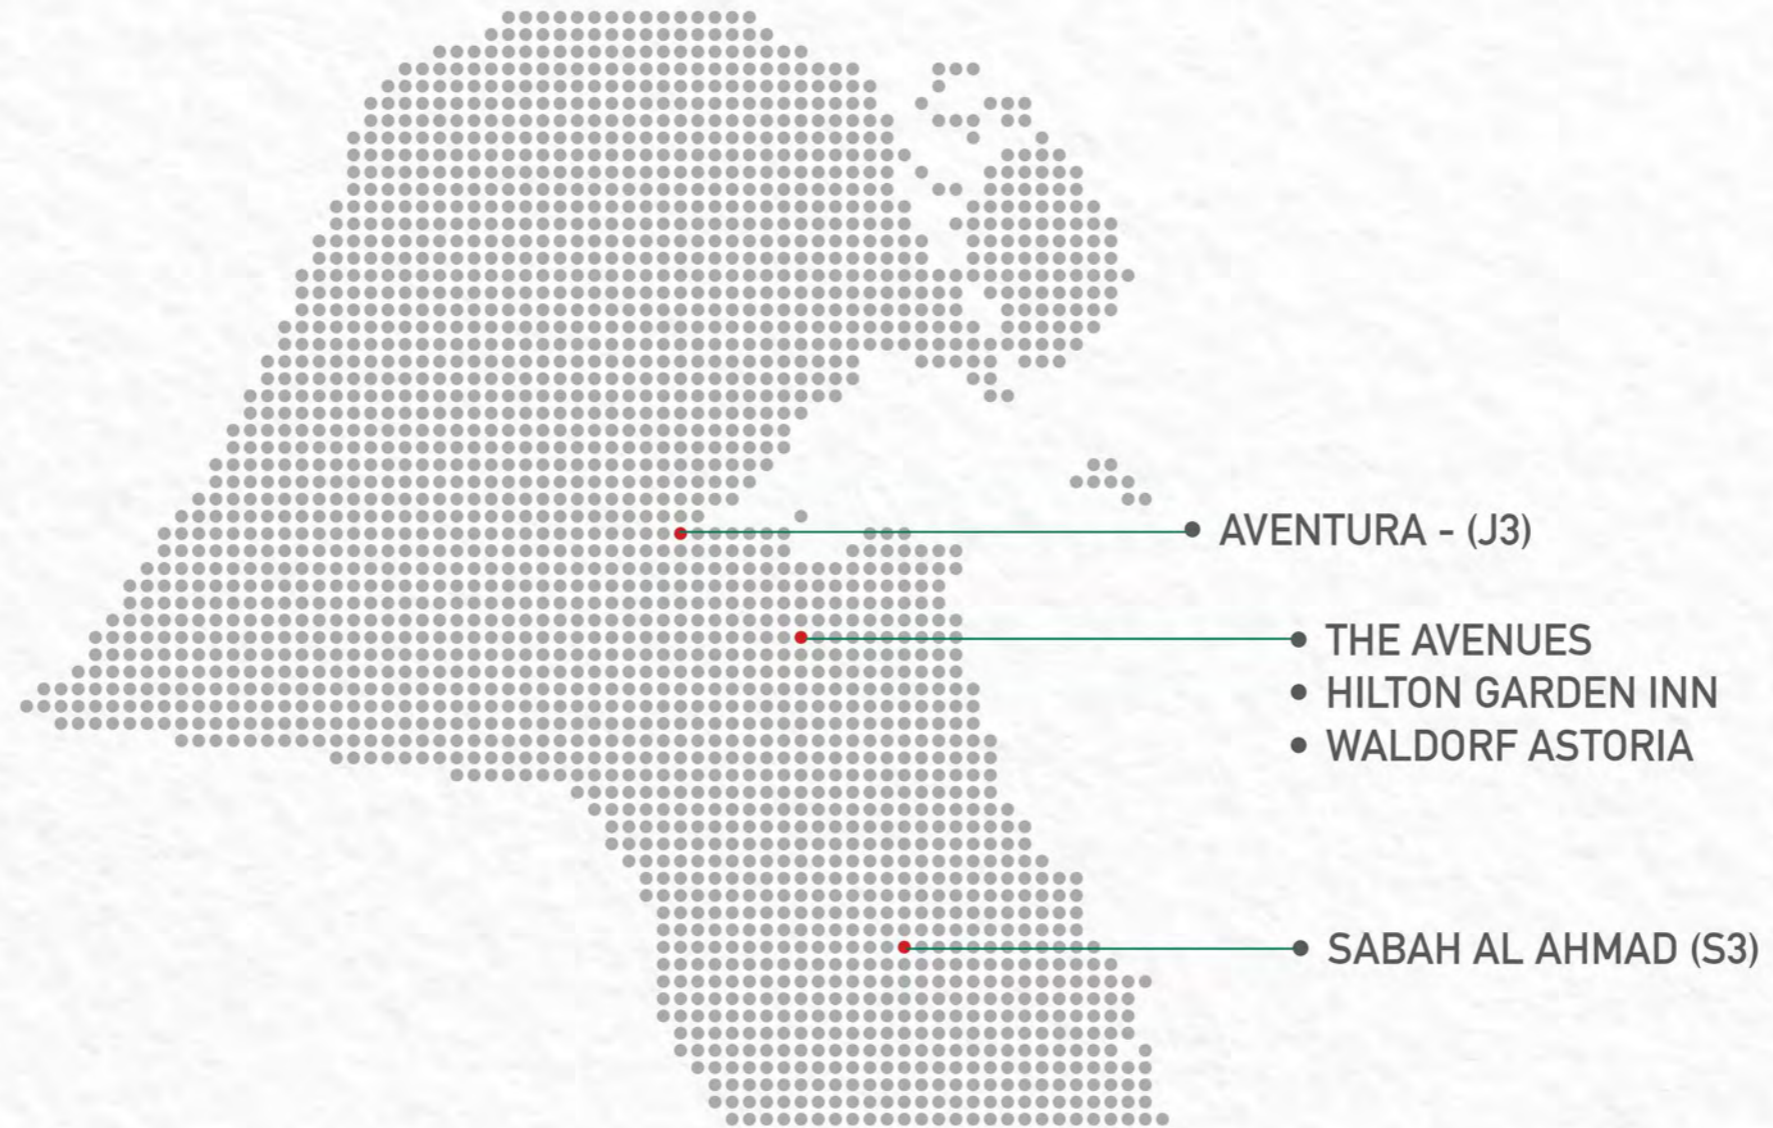 AVENTURA - (J3)
THE AVENUES
HILTON GARDEN INN
WALDORF ASTORIA
SABAH AL AHMAD (S3)